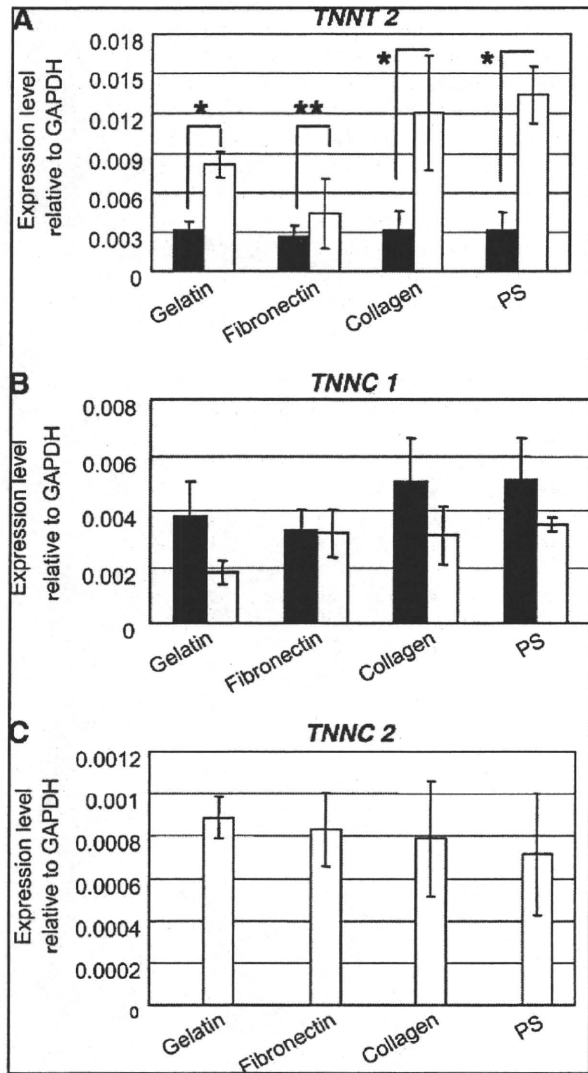 A
TNNT 2
Expression level
relative to GAPDH
0.018
0.015
0.012
0.009
0.006
0.003
0
*
**
*
*
Gelatin
Fibronectin
Collagen
PS
B
TNNC 1
Expression level
relative to GAPDH
0.008
0.006
0.004
0.002
0
Gelatin
Fibronectin
Collagen
PS
C
TNNC 2
Expression level
relative to GAPDH
0.0012
0.001
0.0008
0.0006
0.0004
0.0002
0
Gelatin
Fibronectin
Collagen
PS